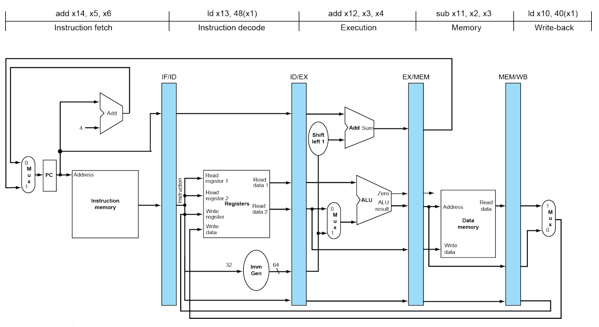 add x14, x5, x6
ld x13, 48(x1)
add x12, x3, x4
sub x11, x2, x3
ld x10, 40(x1)
Instruction fetch
Instruction decode
Execution
Memory
Write-back
IF/ID
ID/EX
EX/MEM
MEM/WB
Add
4
Shift
left 1
Add Sum
0
M
u
x
1
PC
Address
Instruction
memory
Instruction
Read
register 1
Read
register 2
Write
register
Write
data
Registers
Read
data 1
Read
data 2
0
M
u
x
1
Zero
ALU
ALU
result
Address
Read
data
Data
memory
Write
data
1
M
u
x
0
32
Imm
Gen
64